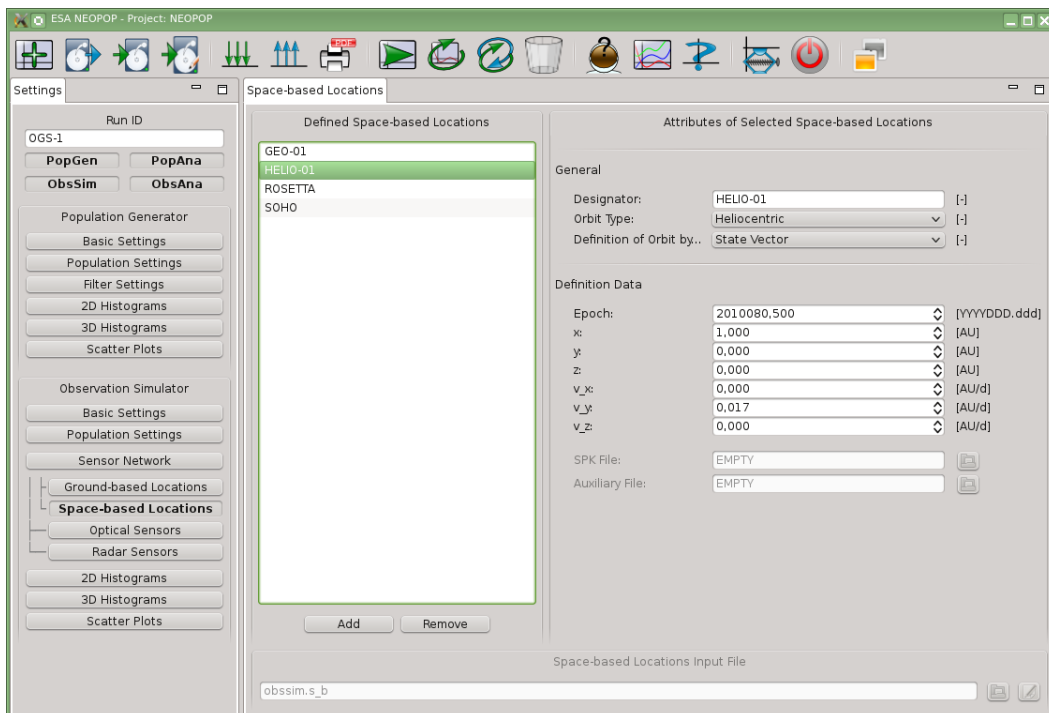 ESA NEOPOP - Project: NEOPOP
PDF
Settings
Run ID
OGS-1
PopGen PopAna
ObsSim ObsAna
Population Generator
Basic Settings
Population Settings
Filter Settings
2D Histograms
3D Histograms
Scatter Plots
Observation Simulator
Basic Settings
Population Settings
Sensor Network
Ground-based Locations
Space-based Locations
Optical Sensors
Radar Sensors
2D Histograms
3D Histograms
Scatter Plots
Space-based Locations
Defined Space-based Locations
GEO-01
HELIO-01
ROSETTA
SOHO
Add Remove
Attributes of Selected Space-based Locations
General
Designator: HELIO-01 [-]
Orbit Type: Heliocentric [-]
Definition of Orbit by... State Vector [-]
Definition Data
Epoch: 2010080,500 [YYYYDDD.ddd]
x: 1,000 [AU]
y: 0,000 [AU]
z: 0,000 [AU]
v_x: 0,000 [AU/d]
v_y: 0,017 [AU/d]
v_z: 0,000 [AU/d]
SPK File: EMPTY
Auxiliary File: EMPTY
Space-based Locations Input File
obssim.s_b